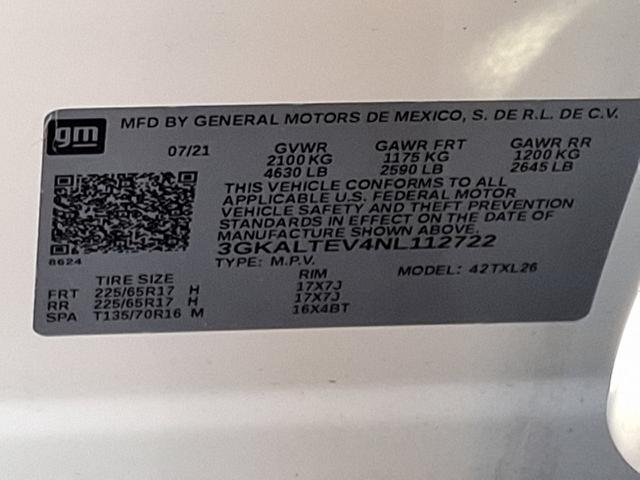 gm MFD BY GENERAL MOTORS DE MEXICO, S. DE R.L. DE C.V.
07/21 GVWR GAWR FRT GAWR RR
2100 KG 1175 KG 1200 KG
4630 LB 2590 LB 2645 LB
THIS VEHICLE CONFORMS TO ALL
APPLICABLE U.S. FEDERAL MOTOR
VEHICLE SAFETY AND THEFT PREVENTION
STANDARDS IN EFFECT ON THE DATE OF
MANUFACTURE SHOWN ABOVE.
3GKALTEV4NL112722
8624
TYPE: M.P.V. MODEL: 42TXL26
TIRE SIZE RIM
FRT 225/65R17 H 17X7J
RR 225/65R17 H 17X7J
SPA T135/70R16 M 16X4BT